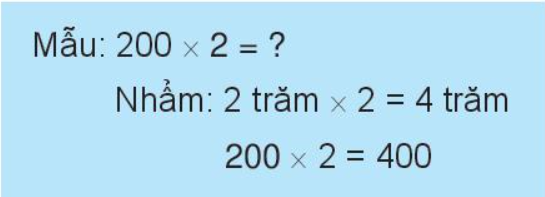 Mẫu: 200 × 2 = ?
Nhẩm: 2 trăm × 2 = 4 trăm
200 × 2 = 400